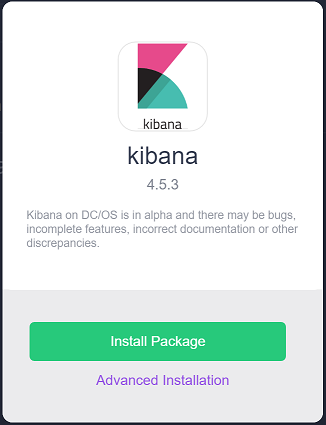 kibana
kibana
4.5.3
Kibana on DC/OS is in alpha and there may be bugs,
incomplete features, incorrect documentation or other
discrepancies.
Install Package
Advanced Installation